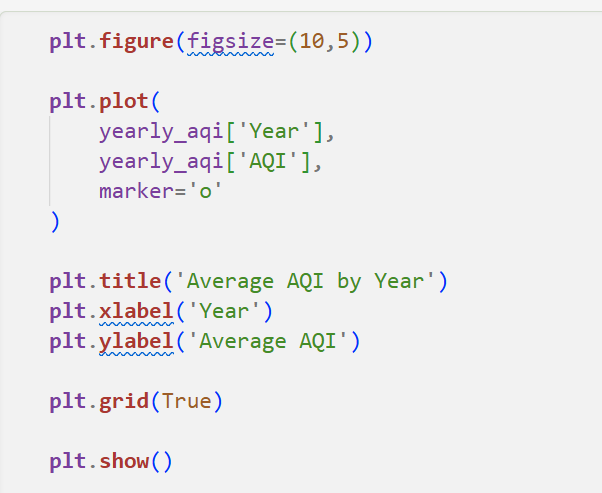 plt.figure(figsize=(10,5))
plt.plot(
yearly_aqi['Year'],
yearly_aqi['AQI'],
marker='o'
)
plt.title('Average AQI by Year')
plt.xlabel('Year')
plt.ylabel('Average AQI')
plt.grid(True)
plt.show()